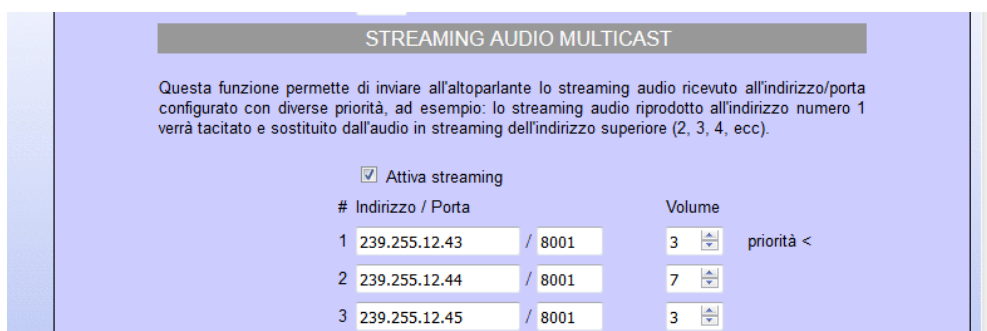 STREAMING AUDIO MULTICAST
Questa funzione permette di inviare all'altoparlante lo streaming audio ricevuto all'indirizzo/porta
configurato con diverse priorità, ad esempio: lo streaming audio riprodotto all'indirizzo numero 1
verrà tacitato e sostituito dall'audio in streaming dell'indirizzo superiore (2, 3, 4, ecc).
Attiva streaming
# Indirizzo / Porta Volume
1 239.255.12.43 / 8001 3 priorità <
2 239.255.12.44 / 8001 7
3 239.255.12.45 / 8001 3